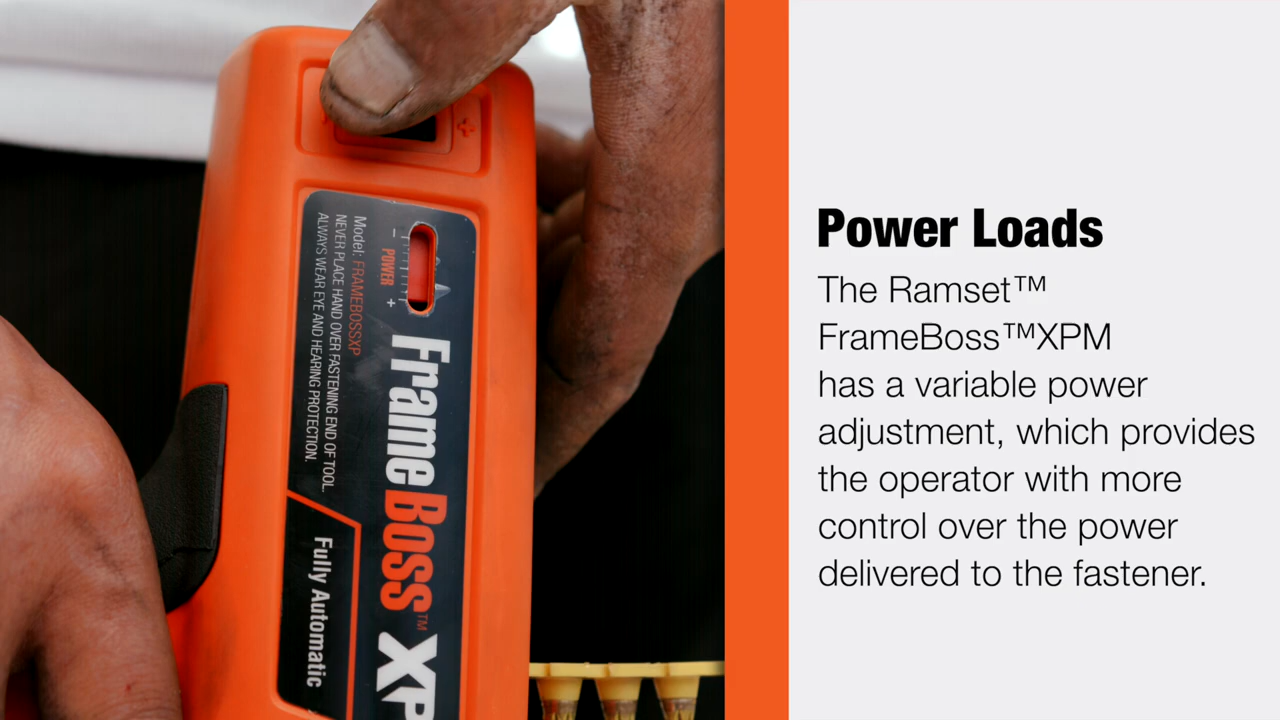 Power Loads
The Ramset™
FrameBoss™XPM
has a variable power
adjustment, which provides
the operator with more
control over the power
delivered to the fastener.
- POWER +
Model: FRAMEBOSSXP
NEVER PLACE HAND OVER FASTENING END OF TOOL.
ALWAYS WEAR EYE AND HEARING PROTECTION.
FrameBoss™ XP
Fully Automatic